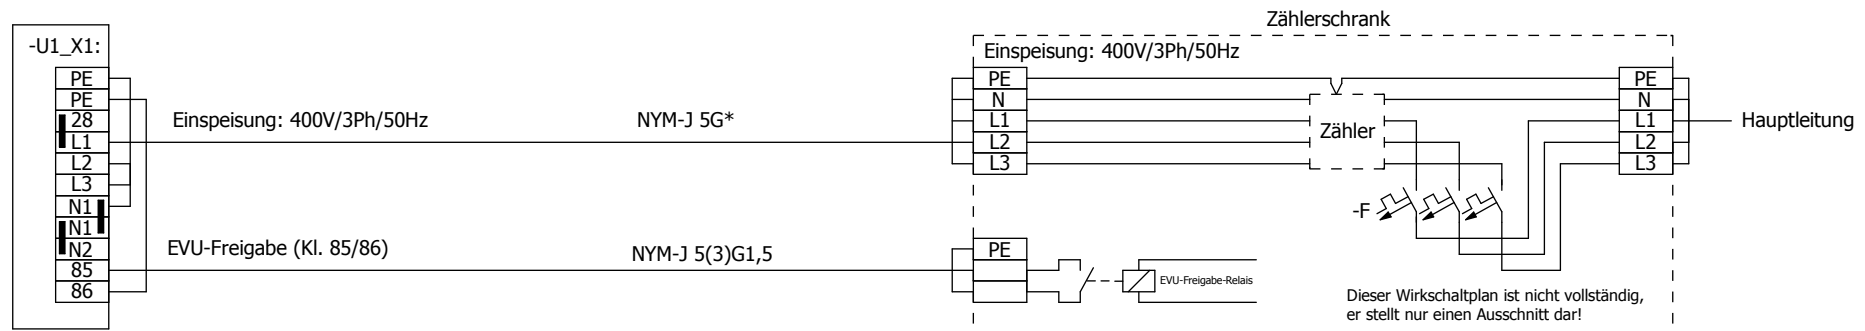 Zählerschrank
-U1_X1:
PE
PE
28
L1
L2
L3
N1
N1
N2
85
86
Einspeisung: 400V/3Ph/50Hz
NYM-J 5G*
EVU-Freigabe (Kl. 85/86)
NYM-J 5(3)G1,5
Einspeisung: 400V/3Ph/50Hz
PE
N
L1
L2
L3
Zähler
PE
N
L1
L2
L3
Hauptleitung
-F
PE
EVU-Freigabe-Relais
Dieser Wirkschaltplan ist nicht vollständig,
er stellt nur einen Ausschnitt dar!